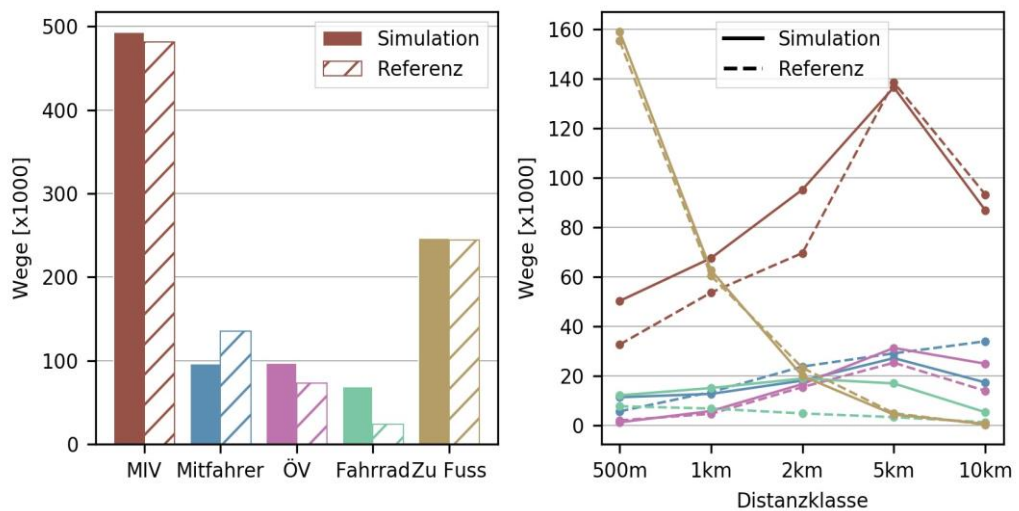 Wege [x1000]
500
400
300
200
100
0
Simulation
Referenz
MIV Mitfahrer ÖV Fahrrad Zu Fuss
Wege [x1000]
160
140
120
100
80
60
40
20
0
Simulation
Referenz
500m 1km 2km 5km 10km
Distanzklasse